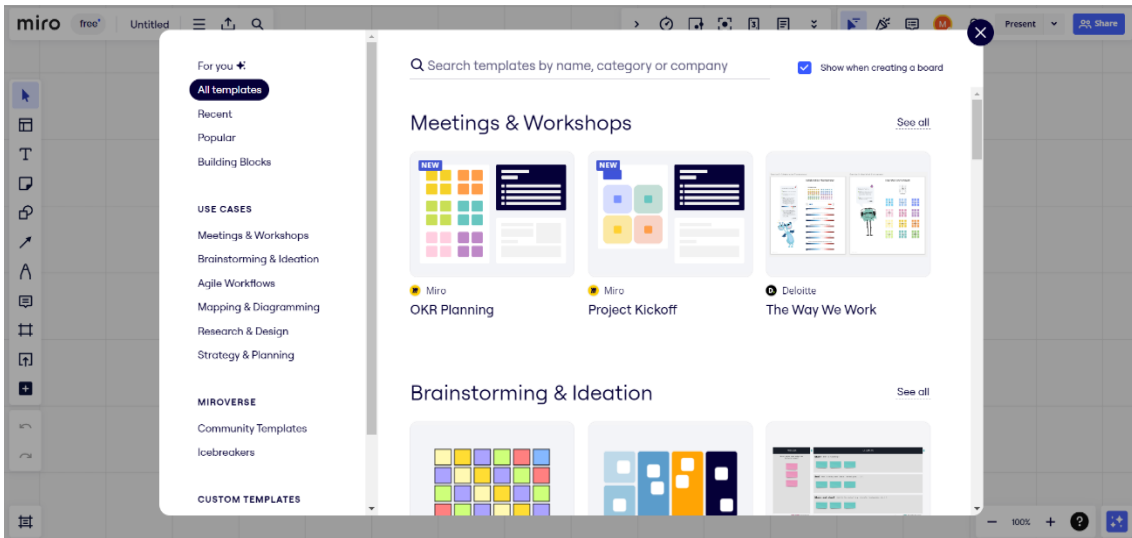 miro free* Untitled
3 M Present Share
For you
All templates
Recent
Popular
Building Blocks
USE CASES
Meetings & Workshops
Brainstorming & Ideation
Agile Workflows
Mapping & Diagramming
Research & Design
Strategy & Planning
MIROVERSE
Community Templates
Icebreakers
CUSTOM TEMPLATES
Search templates by name, category or company
Show when creating a board
Meetings & Workshops See all
NEW NEW
Miro Miro D. Deloitte
OKR Planning Project Kickoff The Way We Work
Brainstorming & Ideation See all
100% + ?